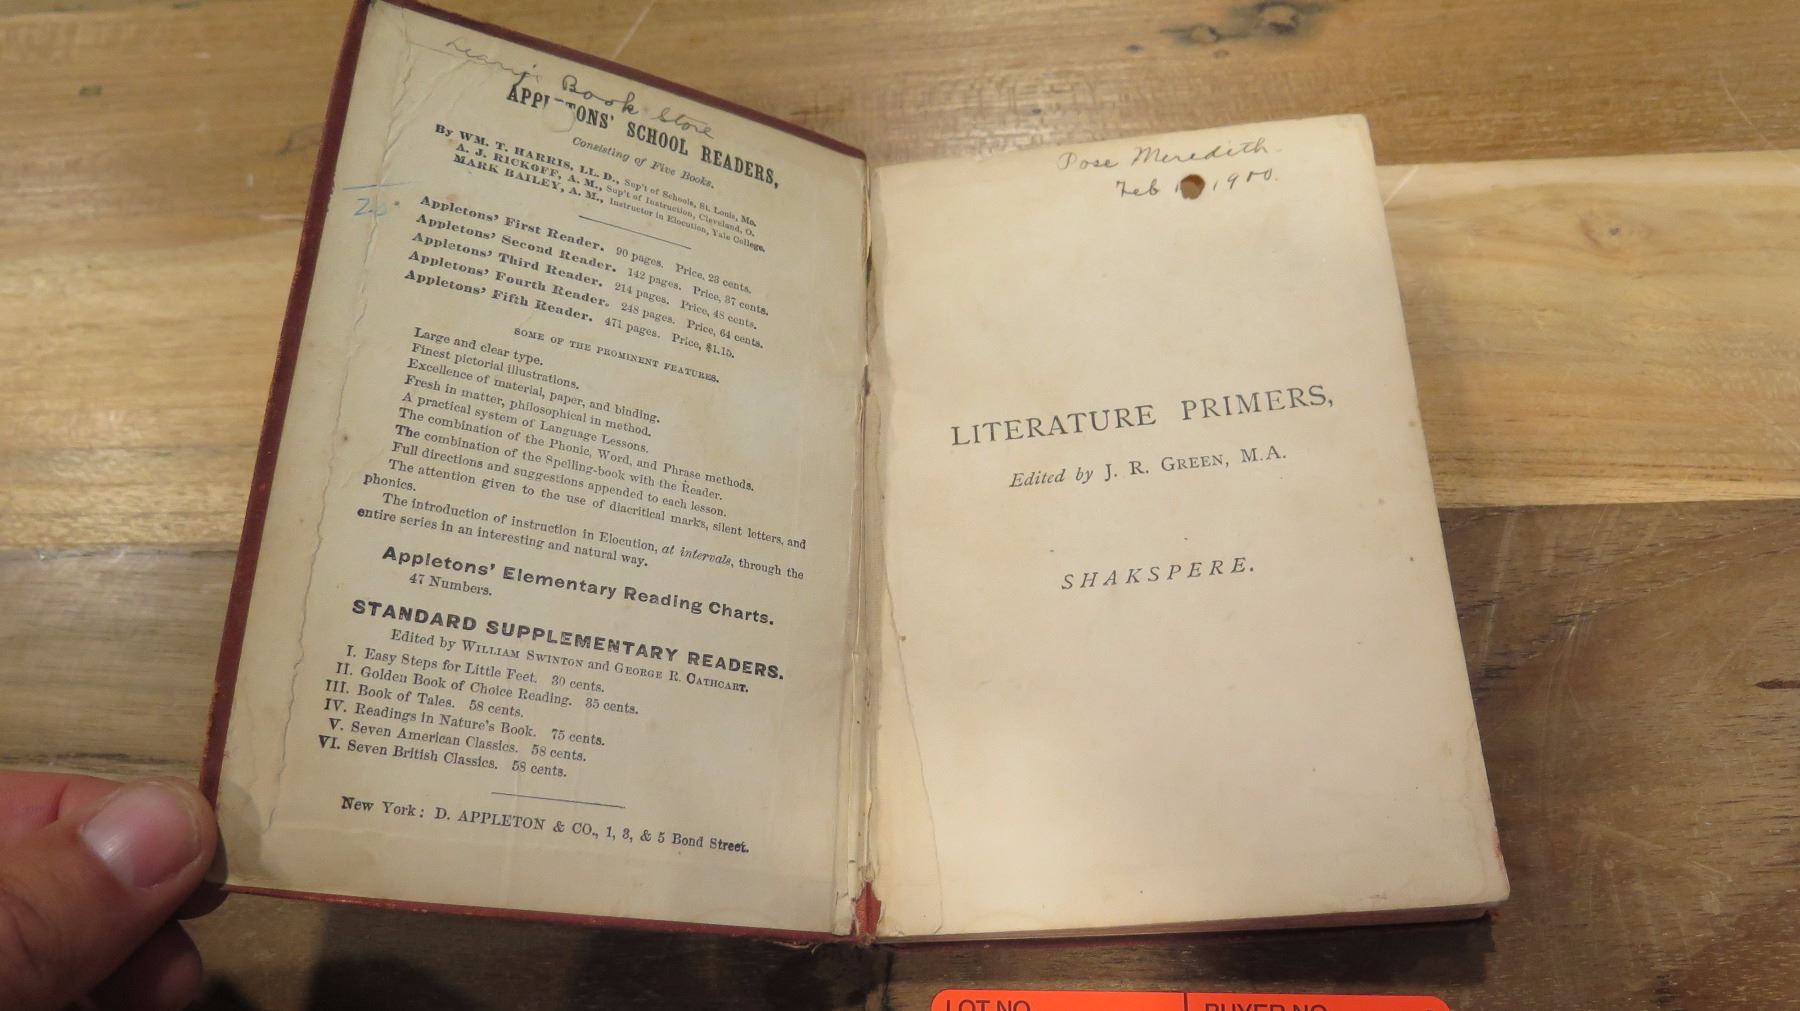 Leary's Book Store
APPLETONS' SCHOOL READERS,
Consisting of Five Books.
By WM. T. HARRIS, LL. D., Sup't of Schools, St. Louis, Mo.
A. J. RICKOFF, A. M., Sup't of Instruction, Cleveland, O.
MARK BAILEY, A. M., Instructor in Elocution, Yale College.
Appletons' First Reader. 90 pages. Price, 23 cents.
Appletons' Second Reader. 142 pages. Price, 37 cents.
Appletons' Third Reader. 214 pages. Price, 48 cents.
Appletons' Fourth Reader. 248 pages. Price, 64 cents.
Appletons' Fifth Reader. 471 pages. Price, $1.15.
SOME OF THE PROMINENT FEATURES.
Large and clear type.
Finest pictorial illustrations.
Excellence of material, paper, and binding.
Fresh in matter, philosophical in method.
A practical system of Language Lessons.
The combination of the Phonic, Word, and Phrase methods.
The combination of the Spelling-book with the Reader.
Full directions and suggestions appended to each lesson.
The attention given to the use of diacritical marks, silent letters, and
phonics.
The introduction of instruction in Elocution, at intervals, through the
entire series in an interesting and natural way.
Appletons' Elementary Reading Charts.
47 Numbers.
STANDARD SUPPLEMENTARY READERS.
Edited by WILLIAM SWINTON and GEORGE R. CATHCART.
I. Easy Steps for Little Feet. 30 cents.
II. Golden Book of Choice Reading. 35 cents.
III. Book of Tales. 58 cents.
IV. Readings in Nature's Book. 75 cents.
V. Seven American Classics. 58 cents.
VI. Seven British Classics. 58 cents.
New York: D. APPLETON & CO., 1, 3, & 5 Bond Street.
Meredith.
Feb 1900.
LITERATURE PRIMERS,
Edited by J. R. GREEN, M.A.
SHAKSPERE.
LOT NO. BUYER NO.